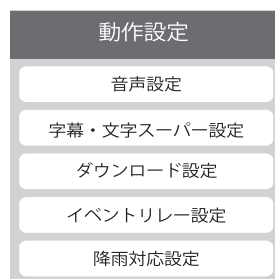 動作設定
音声設定
字幕・文字スーパー設定
ダウンロード設定
イベントリレー設定
降雨対応設定